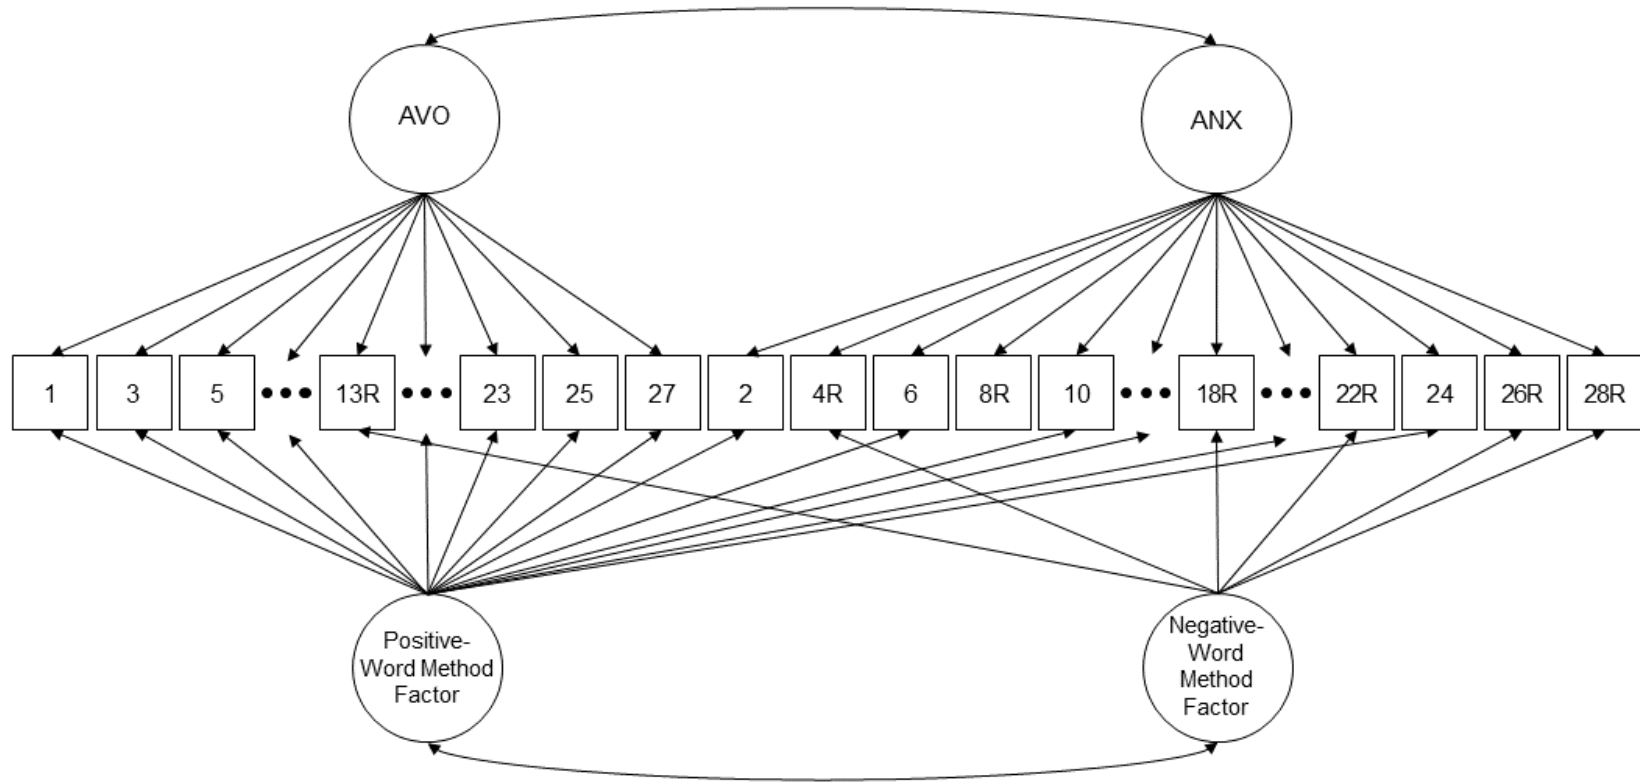 AVO
ANX
1 3 5 ••• 13R ••• 23 25 27 2 4R 6 8R 10 ••• 18R ••• 22R 24 26R 28R
Positive-
Word Method
Factor
Negative-
Word
Method
Factor